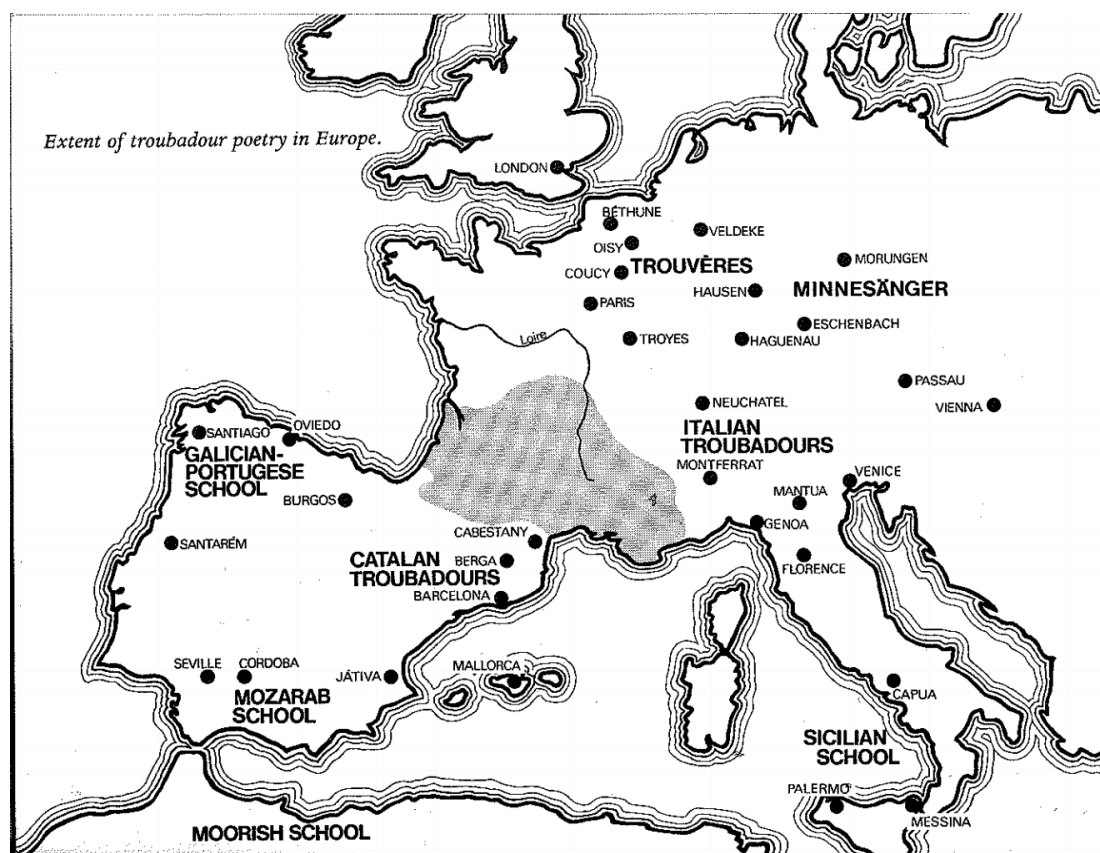 Extent of troubadour poetry in Europe.
LONDON
BÉTHUNE
VELDEKE
OISY
MORUNGEN
TROUVÈRES
COUCY
HAUSEN
MINNESÄNGER
PARIS
ESCHENBACH
Loire
TROYES
HAGUENAU
PASSAU
NEUCHATEL
VIENNA
OVIEDO
SANTIAGO
ITALIAN
TROUBADOURS
GALICIAN-
PORTUGESE
SCHOOL
MONTFERRAT
VENICE
MANTUA
BURGOS
GENOA
CABESTANY
SANTARÉM
CATALAN
TROUBADOURS
BERGA
FLORENCE
BARCELONA
SEVILLE
CORDOBA
JÁTIVA
MALLORCA
MOZARAB
SCHOOL
CAPUA
SICILIAN
SCHOOL
PALERMO
MESSINA
MOORISH SCHOOL